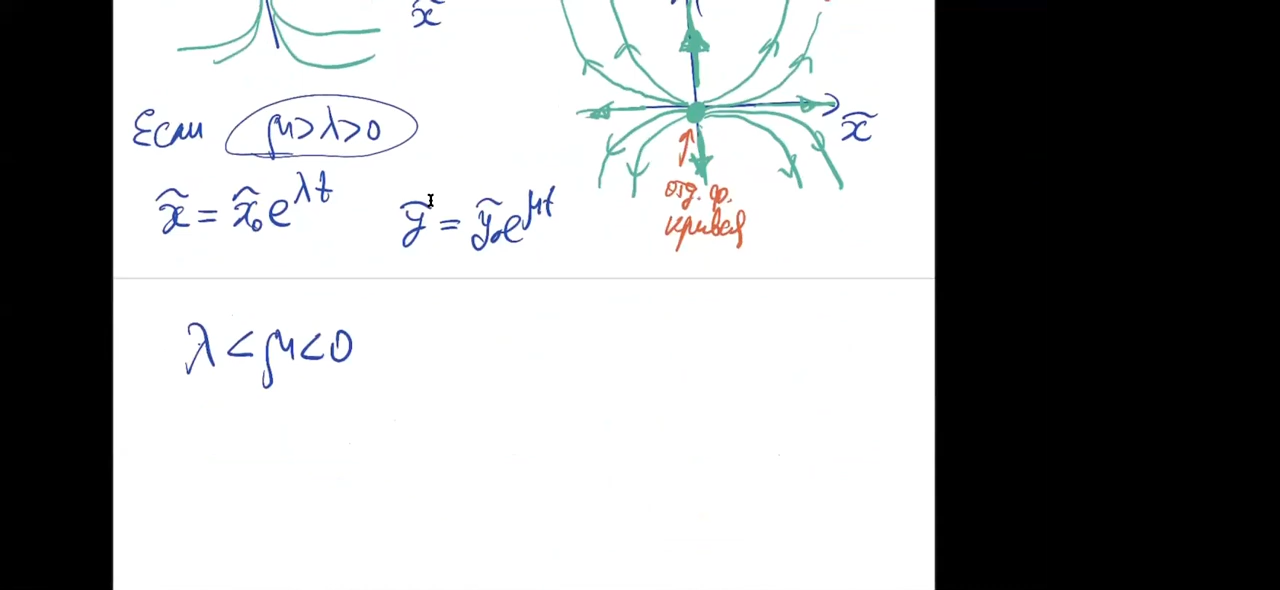 x̃
Если μ>λ>0
x̃
x̃ = x̃₀e^{λt} ỹ = ỹ₀e^{μt}
отд. ф.
кривая
λ<μ<0